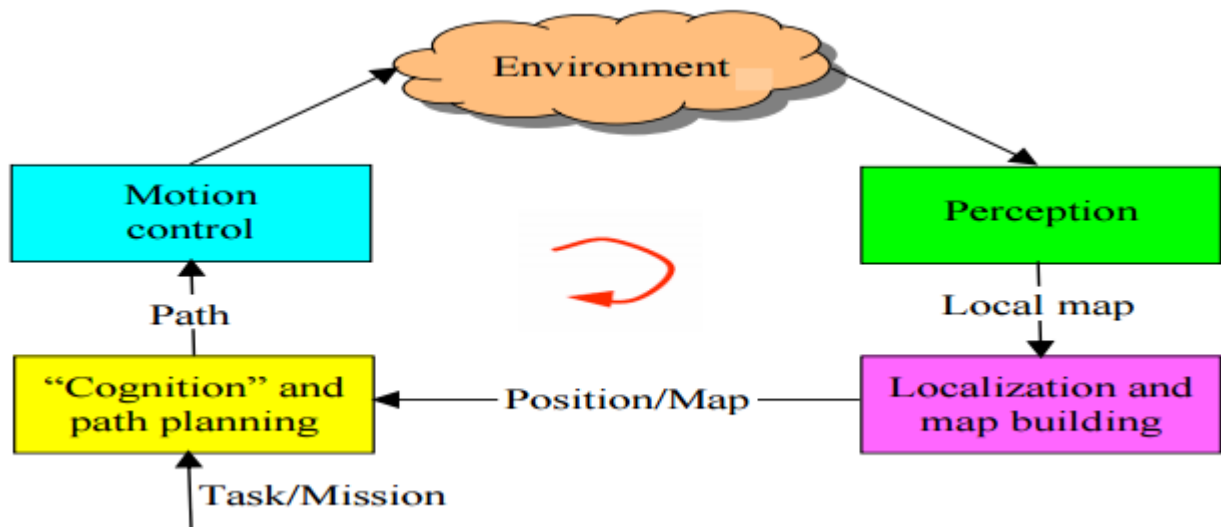 Environment
Motion
control
Perception
Path
Local map
“Cognition” and
path planning
Position/Map
Localization and
map building
Task/Mission